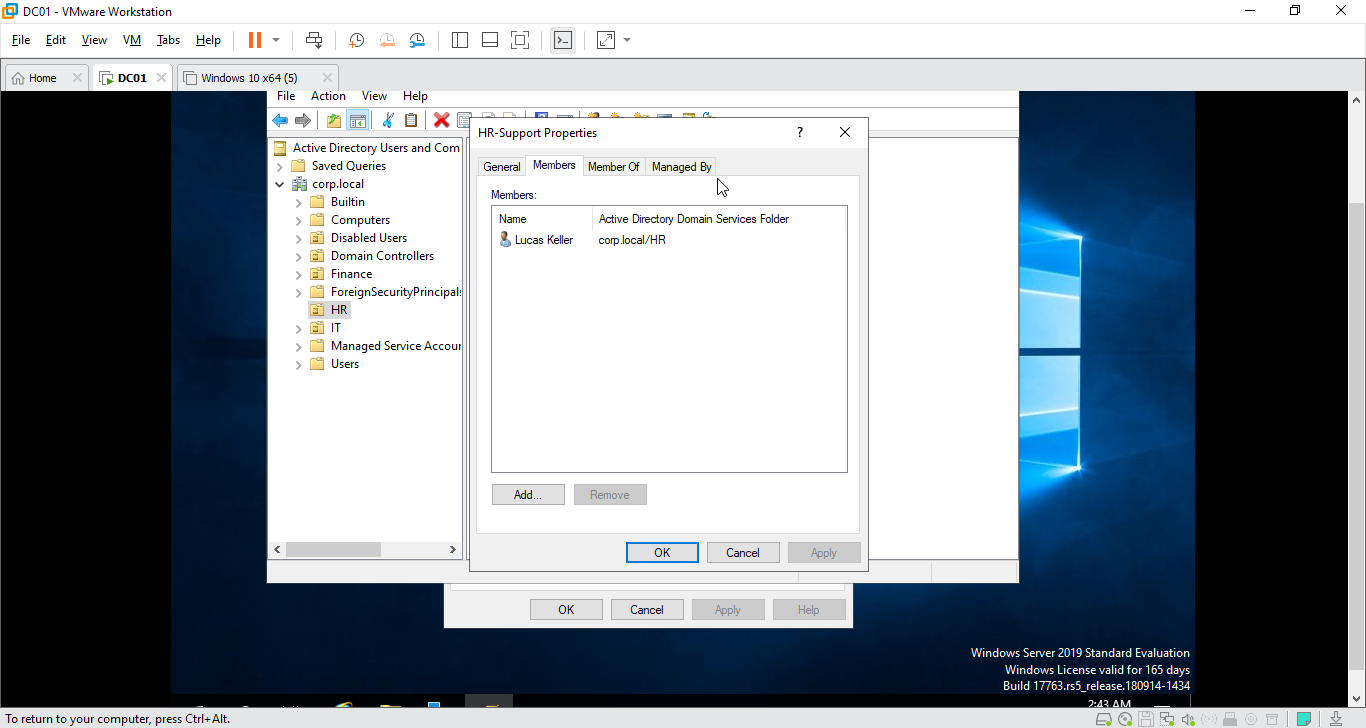 DC01 - VMware Workstation
File Edit View VM Tabs Help
Home DC01 Windows 10 x64 (5)
File Action View Help
HR-Support Properties
?
Active Directory Users and Com
Saved Queries
corp.local
Builtin
Computers
Disabled Users
Domain Controllers
Finance
ForeignSecurityPrincipals
HR
IT
Managed Service Accour
Users
General Members Member Of Managed By
Members:
Name Active Directory Domain Services Folder
Lucas Keller corp.local/HR
Add... Remove
OK Cancel Apply
OK Cancel Apply Help
Windows Server 2019 Standard Evaluation
Windows License valid for 165 days
Build 17763.rs5_release.180914-1434
2:43 AM
To return to your computer, press Ctrl+Alt.